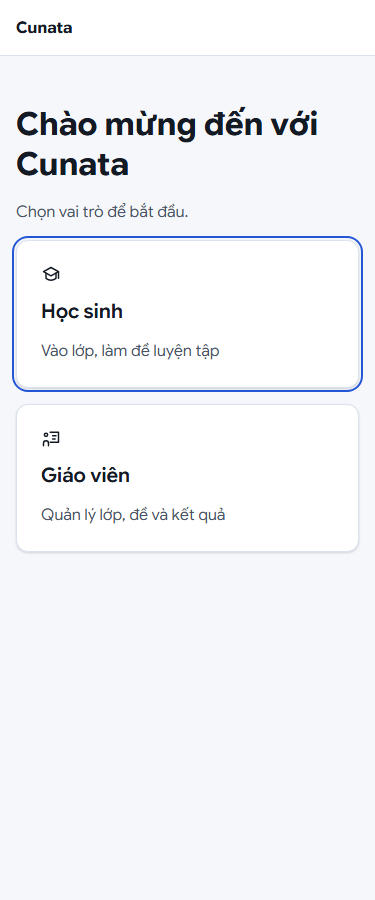 Cunata
Chào mừng đến với
Cunata
Chọn vai trò để bắt đầu.
Học sinh
Vào lớp, làm đề luyện tập
Giáo viên
Quản lý lớp, đề và kết quả